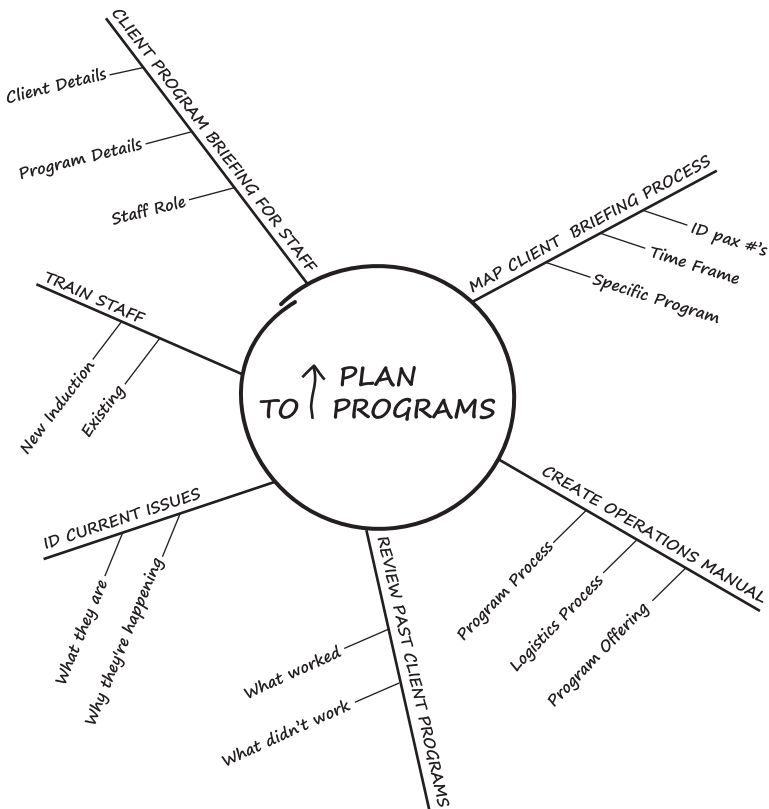 PLAN
TO ↑ PROGRAMS
CLIENT PROGRAM BRIEFING FOR STAFF
Client Details
Program Details
Staff Role
MAP CLIENT BRIEFING PROCESS
ID pax #'s
Time Frame
Specific Program
CREATE OPERATIONS MANUAL
Program Process
Logistics Process
Program Offering
REVIEW PAST CLIENT PROGRAMS
What worked
What didn't work
ID CURRENT ISSUES
What they are
Why they're happening
TRAIN STAFF
New Induction
Existing